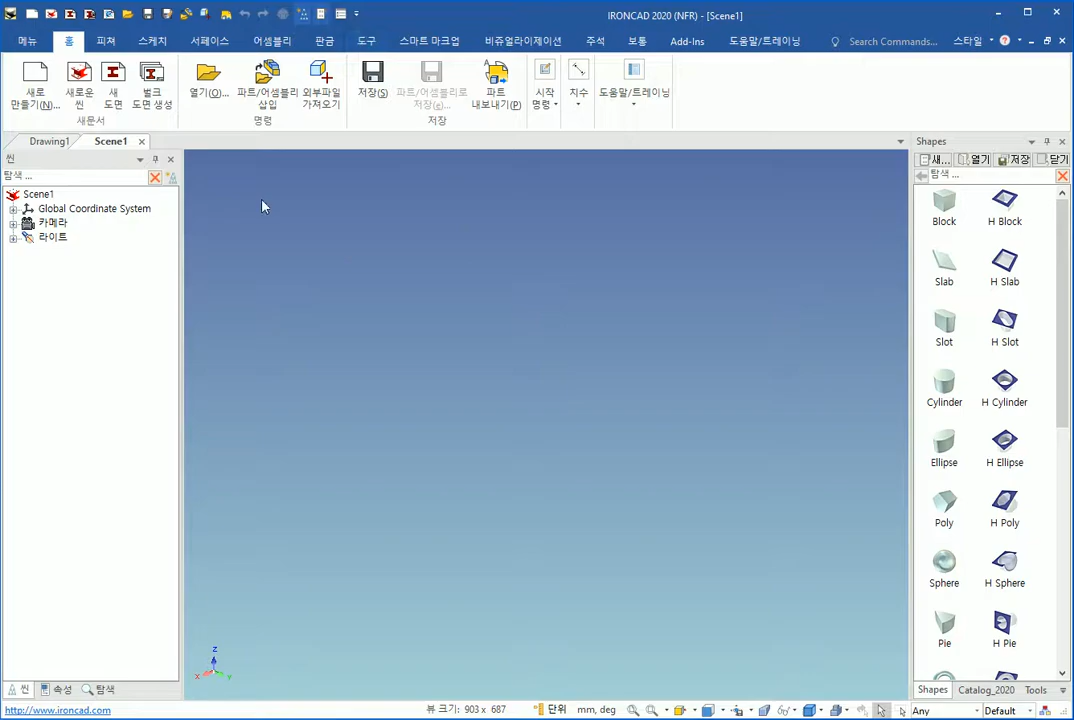 IRONCAD 2020 (NFR) - [Scene1]
메뉴 홈 피쳐 스케치 서페이스 어셈블리 판금 도구 스마트 마크업 비쥬얼라이제이션 주석 보통 Add-Ins 도움말/트레이닝 Search Commands... 스타일
새로 만들기(N)...
새로운 씬
새 도면
벌크 도면 생성
열기(O)...
파트/어셈블리 삽입
외부파일 가져오기
저장(S)
파트/어셈블리로 저장(e)...
파트 내보내기(P)
시작 명령
치수
도움말/트레이닝
새문서 명령 저장
Drawing1 Scene1 Shapes
씬
새... 열기 저장 닫기
탐색 ...
탐색 ...
Scene1
Global Coordinate System
카메라
라이트
Block H Block
Slab H Slab
Slot H Slot
Cylinder H Cylinder
Ellipse H Ellipse
Poly H Poly
Sphere H Sphere
Pie H Pie
z
x y
씬 속성 탐색
Shapes Catalog_2020 Tools
http://www.ironcad.com 뷰 크기: 903 x 687 단위 mm, deg Any Default